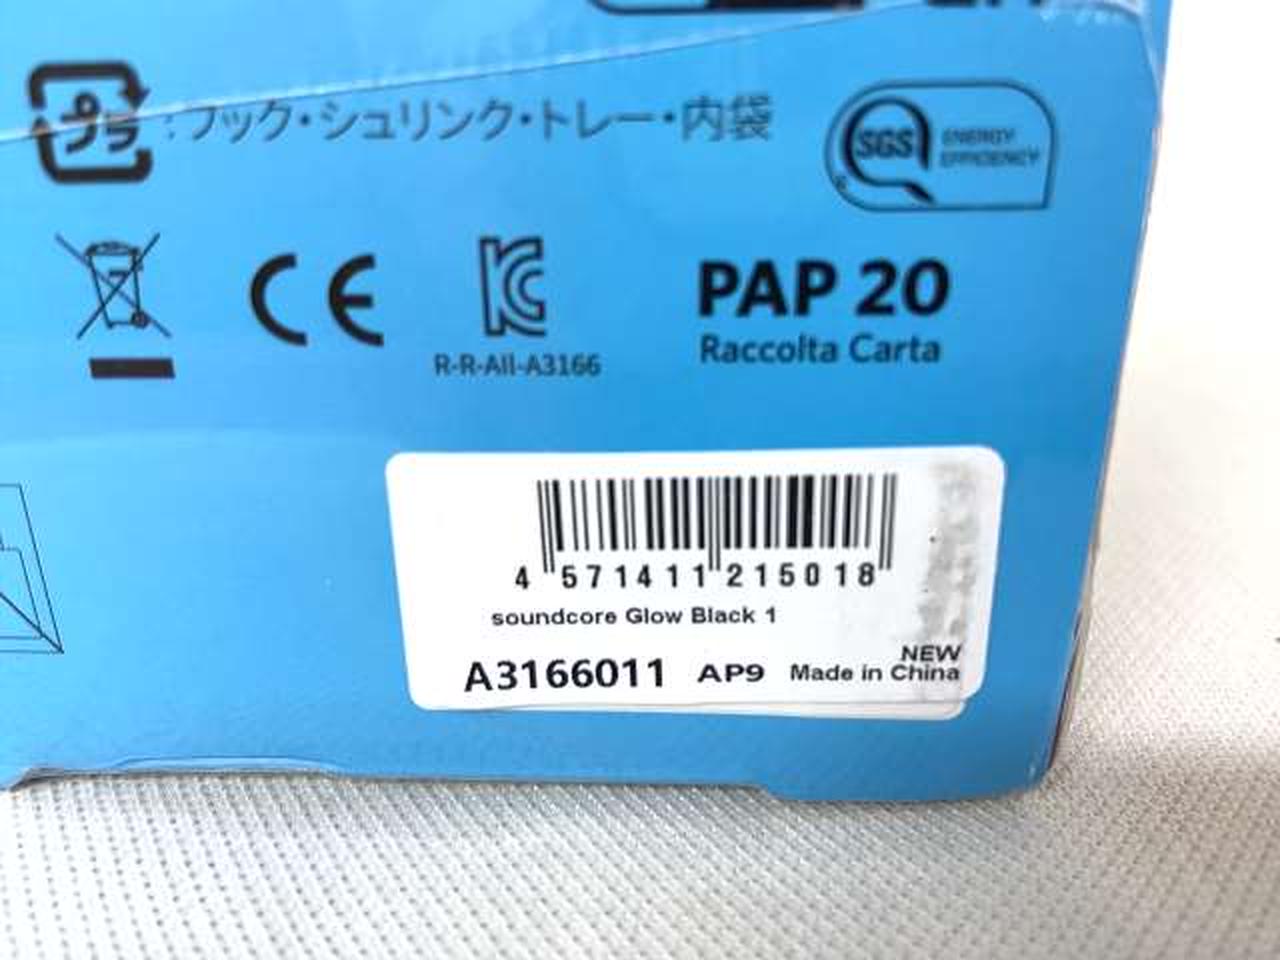 プラ :フック・シュリンク・トレー・内袋
SGS ENERGY
EFFICIENCY
CE
KC
R-R-All-A3166
PAP 20
Raccolta Carta
4 571411 215018
soundcore Glow Black 1
NEW
A3166011 AP9 Made in China